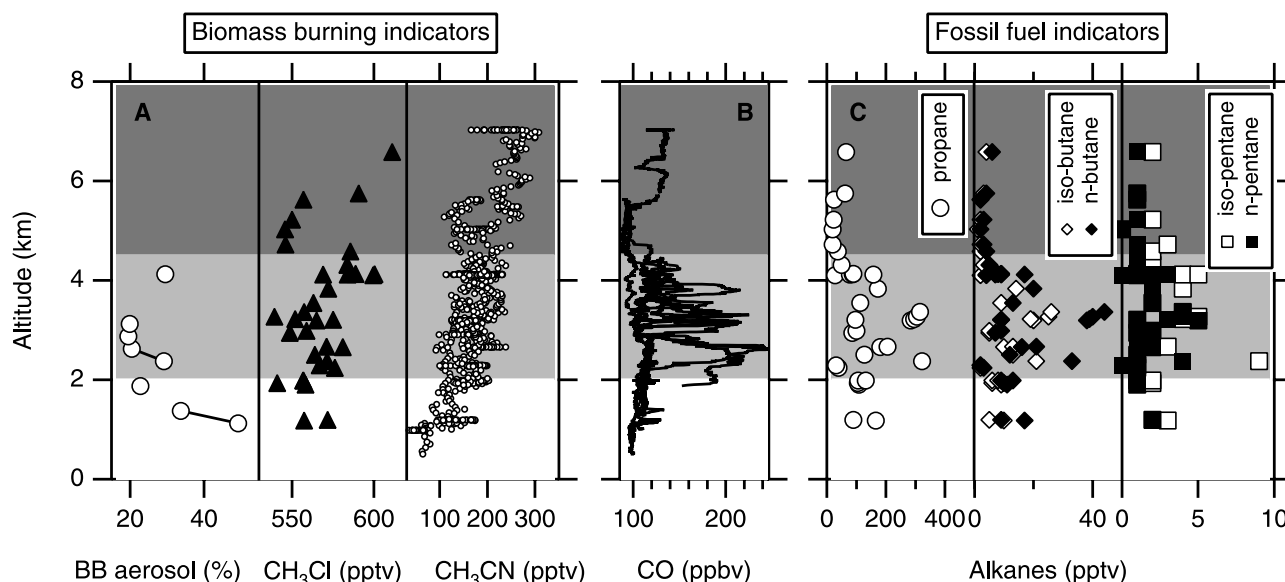 Biomass burning indicators
Fossil fuel indicators
A
B
C
propane
iso-butane
n-butane
iso-pentane
n-pentane
Altitude (km)
8
6
4
2
0
20 40
550 600
100 200 300
100 200
0 200 400
0 40
0 5 10
BB aerosol (%)
CH₃Cl (pptv)
CH₃CN (pptv)
CO (ppbv)
Alkanes (pptv)